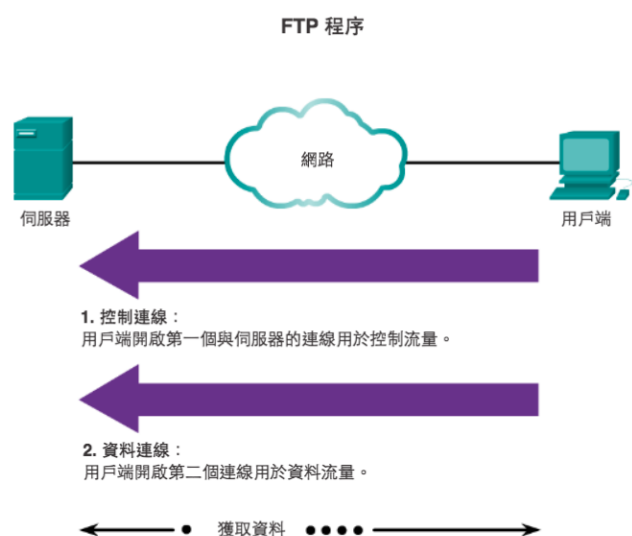 FTP 程序
網路
伺服器
用戶端
1. 控制連線：
用戶端開啟第一個與伺服器的連線用於控制流量。
2. 資料連線：
用戶端開啟第二個連線用於資料流量。
獲取資料